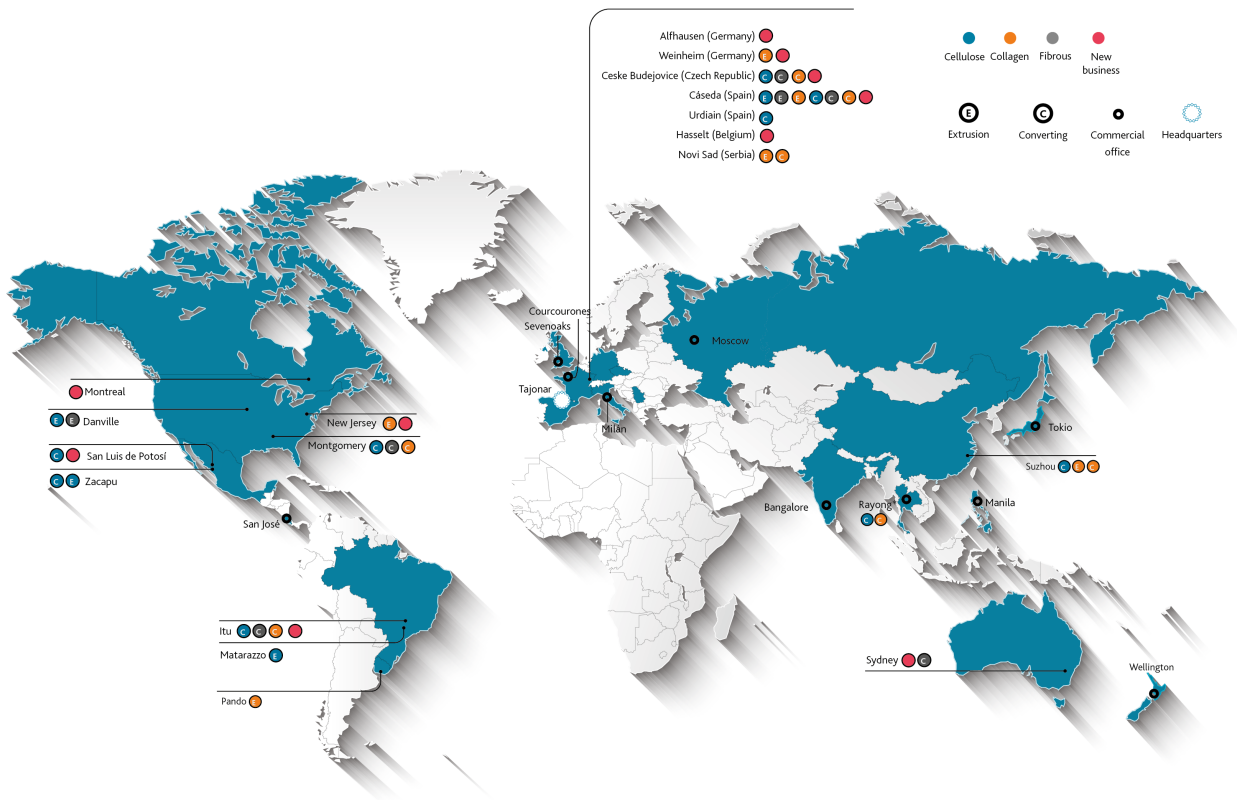 Alfhausen (Germany)
Weinheim (Germany) E
Ceske Budejovice (Czech Republic) C C C
Cáseda (Spain) E E E C C C
Urdiain (Spain) C
Hasselt (Belgium)
Novi Sad (Serbia) E C
Cellulose Collagen Fibrous New
business
E C
Extrusion Converting Commercial Headquarters
office
Courcourones
Sevenoaks
Moscow
Tajonar
Milán
Montreal
E E Danville
New Jersey E
Montgomery C C C
C San Luis de Potosí
C E Zacapu
San José
Tokio
Suzhou C E C
Bangalore
Rayong*
C C
Manila
Itu C C C
Matarazzo E
Pando E
Sydney C
Wellington